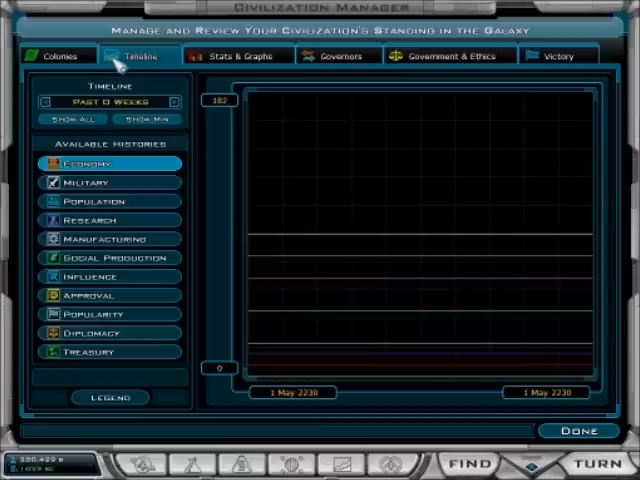 Civilization Manager
Manage and Review Your Civilization's Standing in the Galaxy
Colonies
Timeline
Stats & Graphs
Governors
Government & Ethics
Victory
Timeline
Past 0 Weeks
Show All
Show Min
Available Histories
Economy
Military
Population
Research
Manufacturing
Social Production
Influence
Approval
Popularity
Diplomacy
Treasury
Legend
182
0
1 May 2230
1 May 2230
Done
Find
Turn